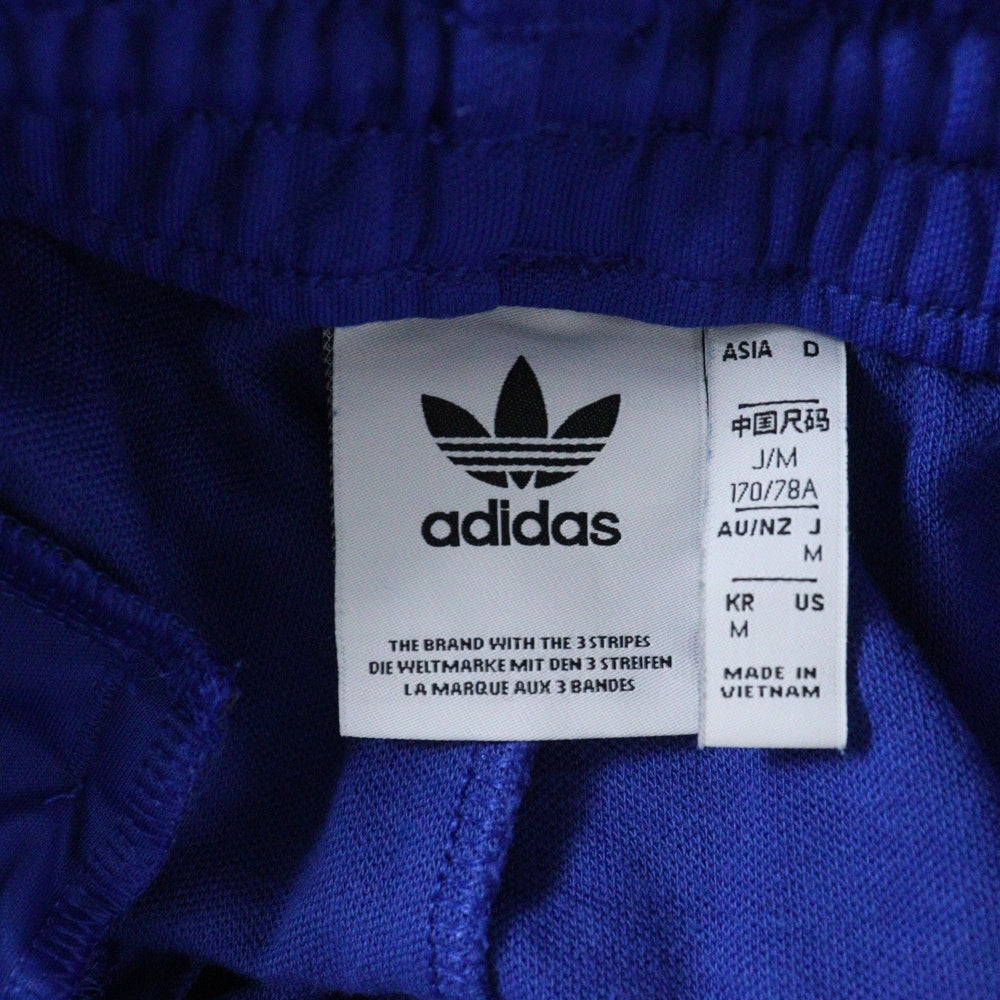 adidas
THE BRAND WITH THE 3 STRIPES
DIE WELTMARKE MIT DEN 3 STREIFEN
LA MARQUE AUX 3 BANDES
ASIA D
中国尺码
J/M
170/78A
AU/NZ J
M
KR US
M
MADE IN
VIETNAM